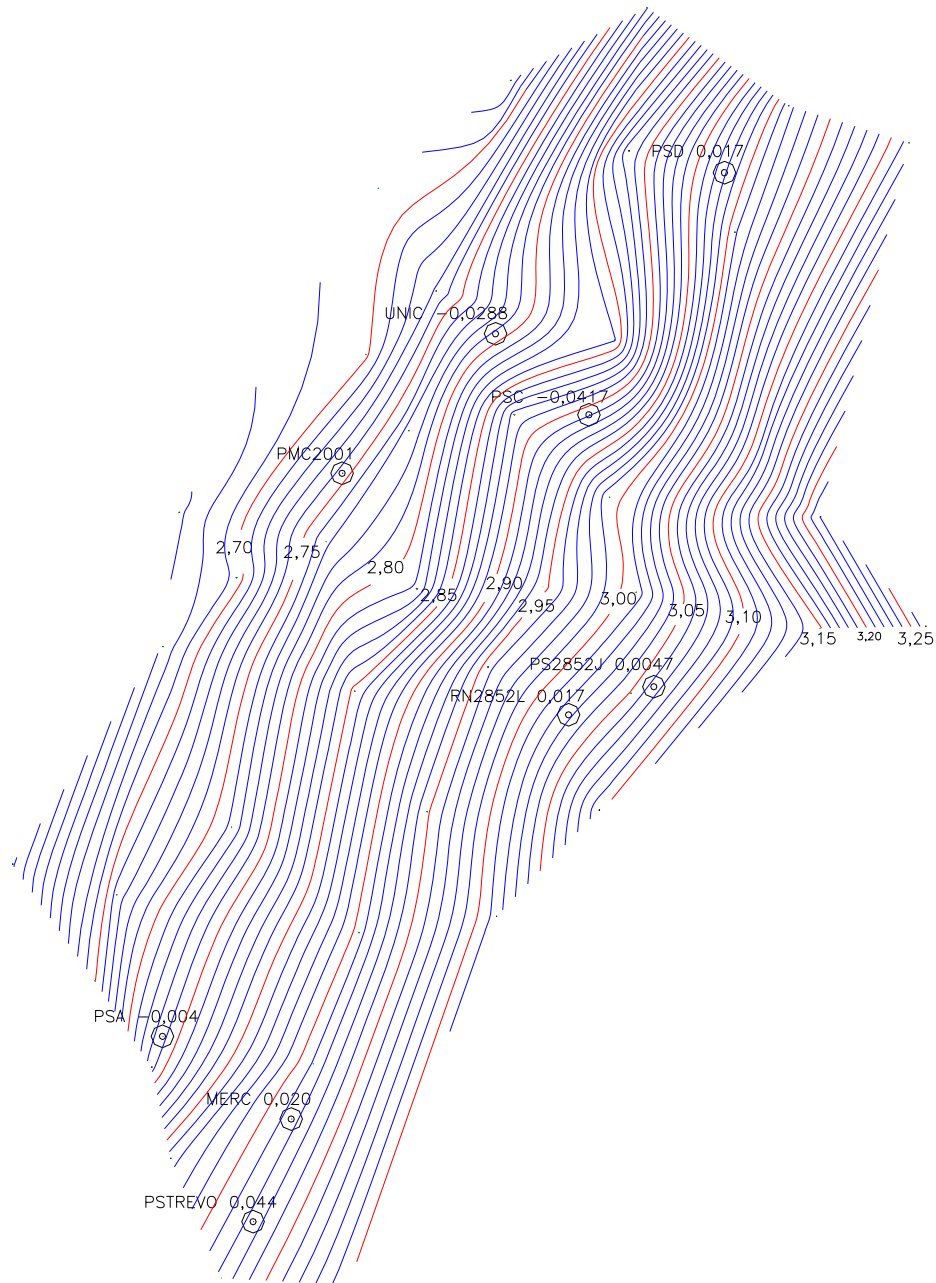 PSD 0,017
UNIC -0,0288
PSC -0,0417
PMC2001
2,70
2,75
2,80
2,85
2,90
2,95
3,00
3,05
3,10
3,15
3,20
3,25
PS2852J 0,0047
RN2852L 0,017
PSA -0,004
MERC 0,020
PSTREVO 0,044